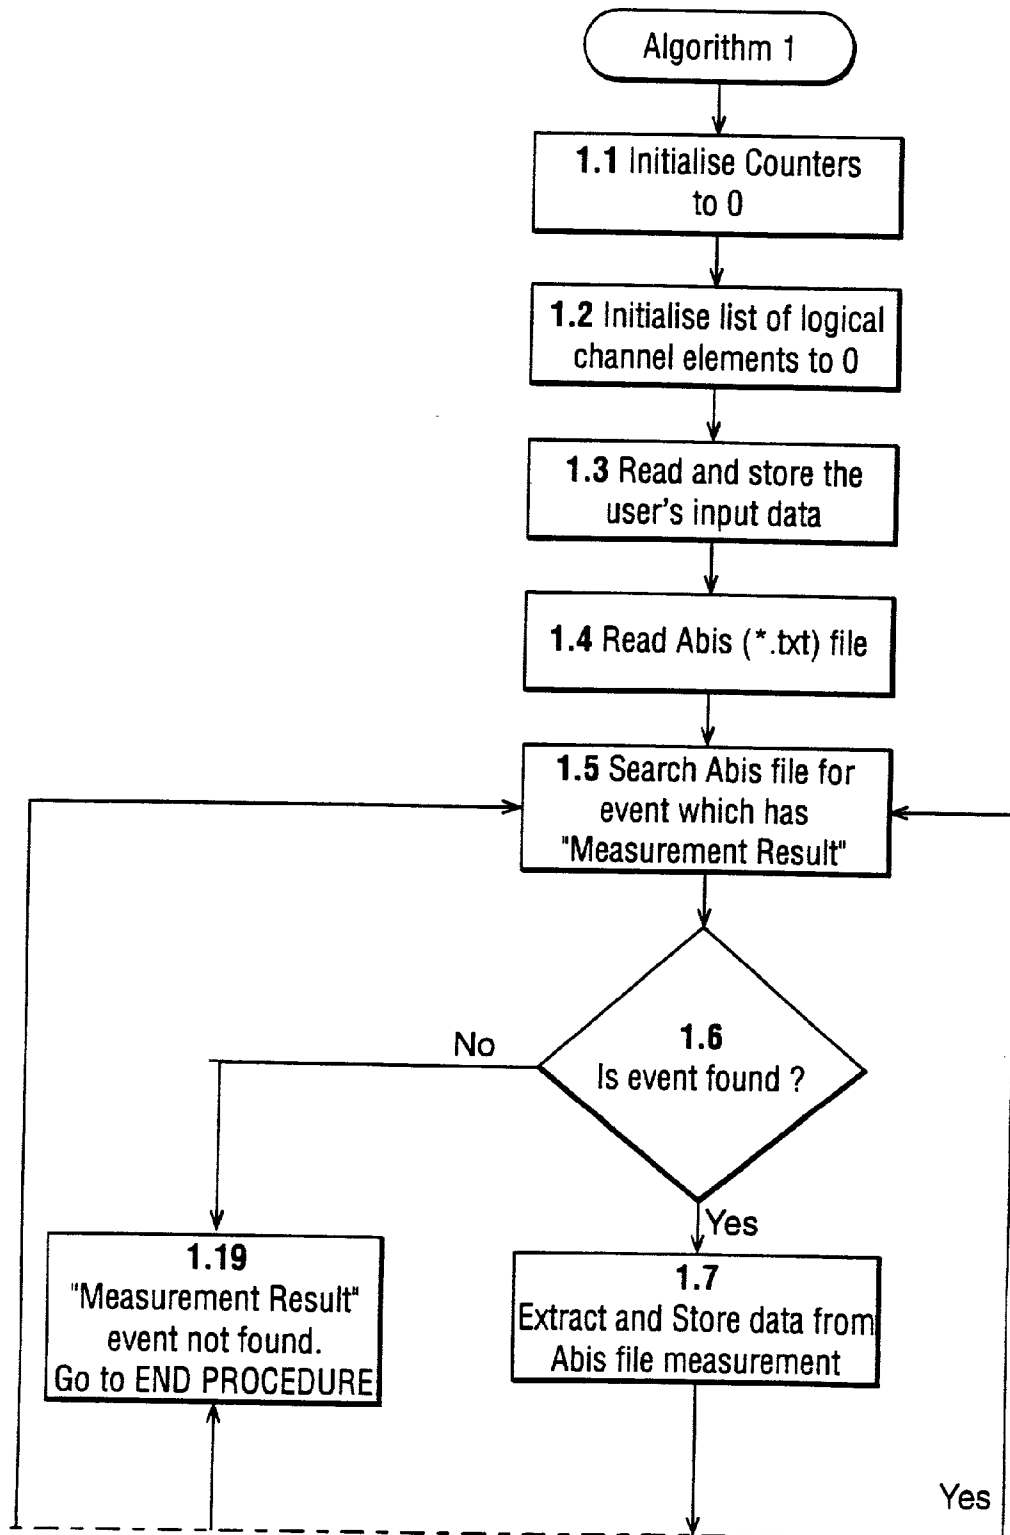 Algorithm 1
1.1 Initialise Counters
to 0
1.2 Initialise list of logical
channel elements to 0
1.3 Read and store the
user's input data
1.4 Read Abis (*.txt) file
1.5 Search Abis file for
event which has
"Measurement Result"
1.6
Is event found ?
No
Yes
1.19
"Measurement Result"
event not found.
Go to END PROCEDURE
1.7
Extract and Store data from
Abis file measurement
Yes